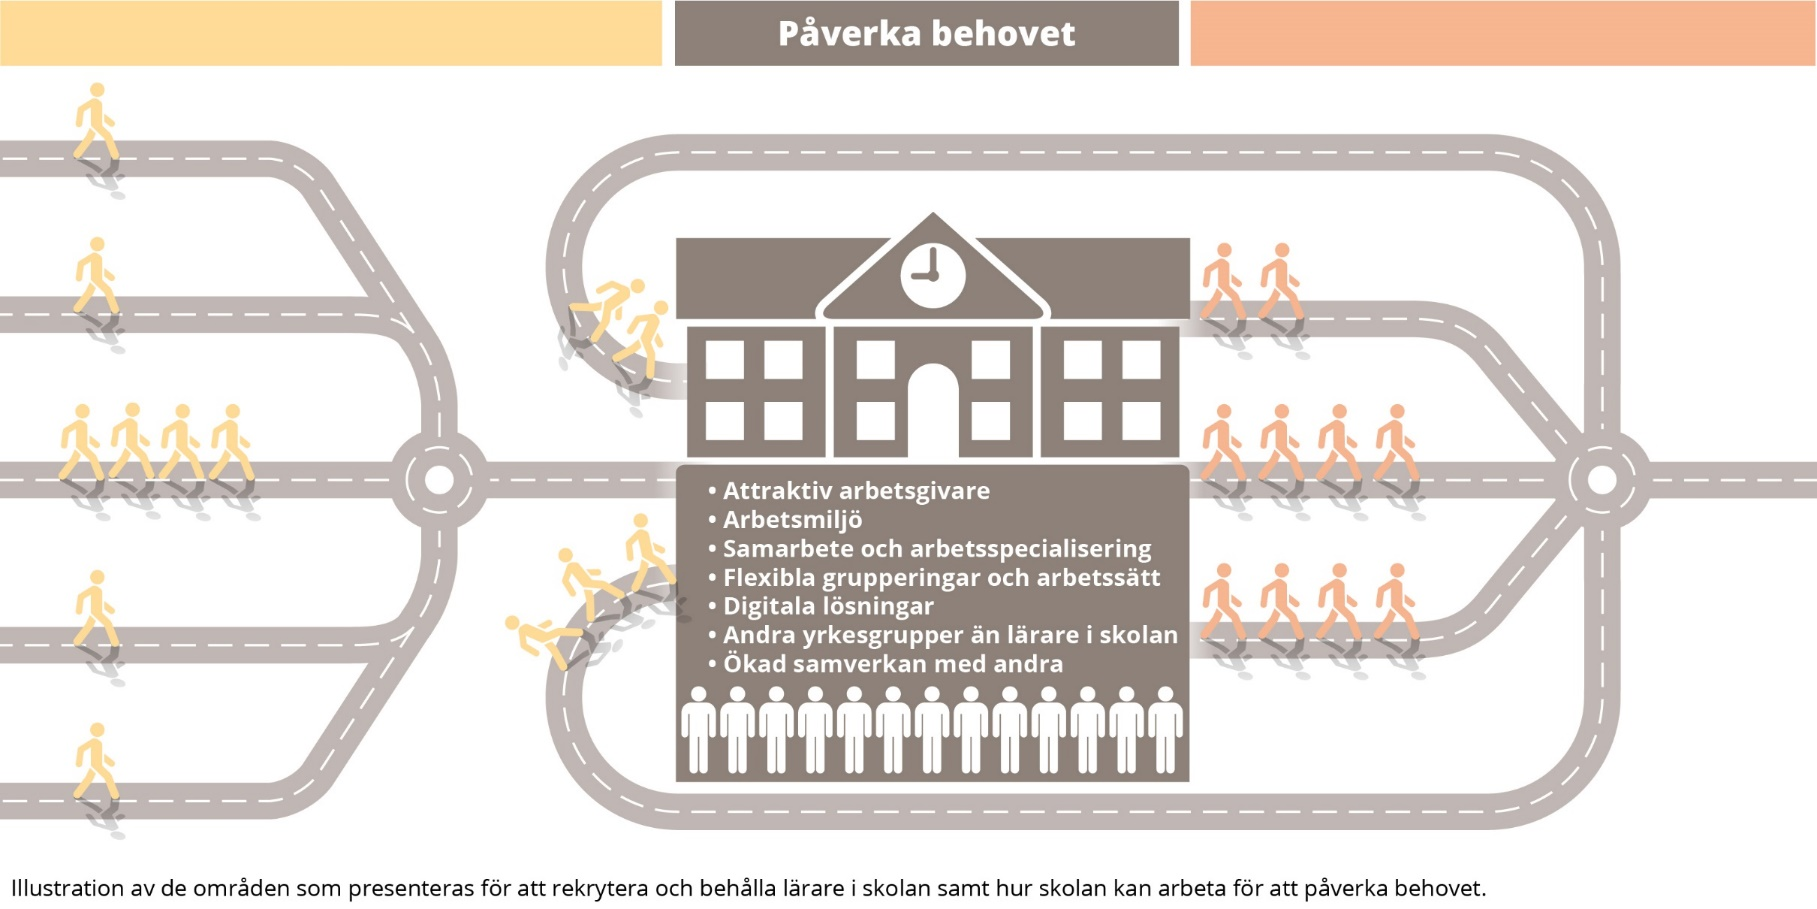 Påverka behovet
• Attraktiv arbetsgivare
• Arbetsmiljö
• Samarbete och arbetsspecialisering
• Flexibla grupperingar och arbetssätt
• Digitala lösningar
• Andra yrkesgrupper än lärare i skolan
• Ökad samverkan med andra
Illustration av de områden som presenteras för att rekrytera och behålla lärare i skolan samt hur skolan kan arbeta för att påverka behovet.